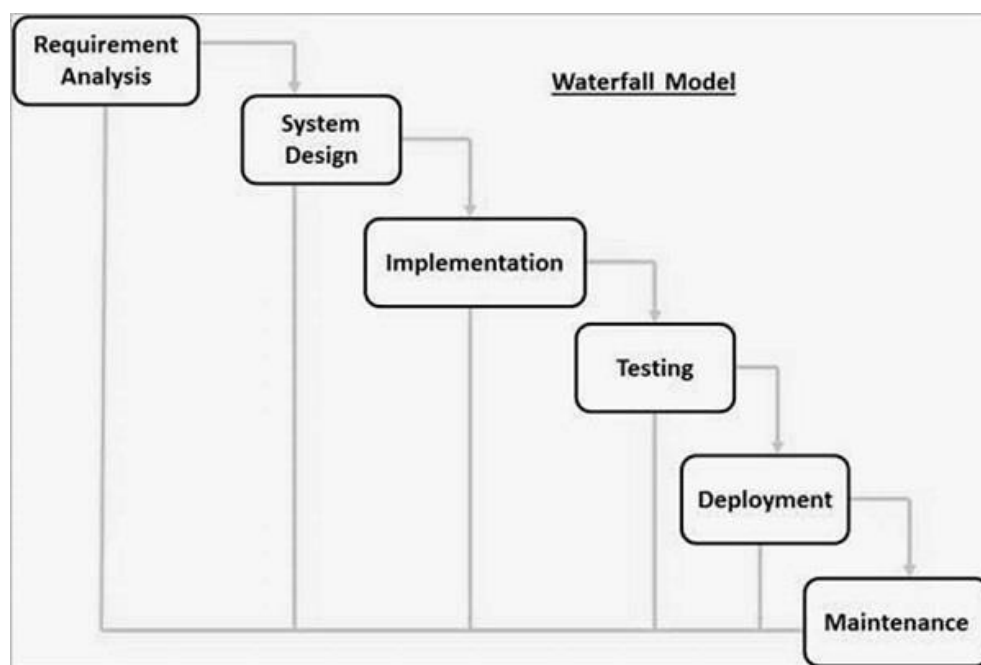 Requirement
Analysis
Waterfall Model
System
Design
Implementation
Testing
Deployment
Maintenance